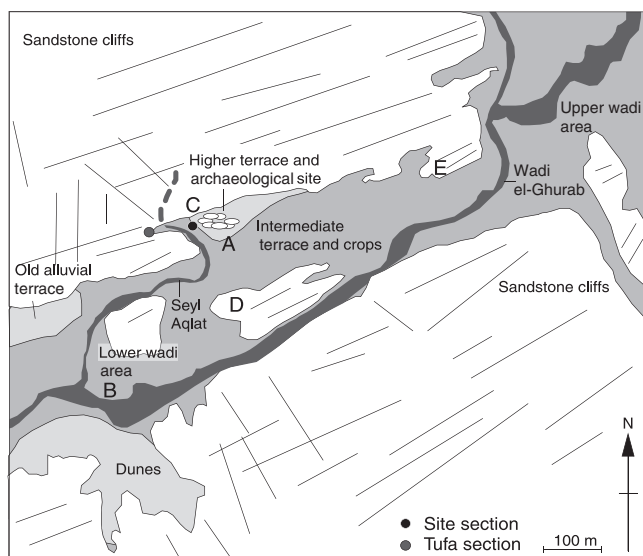 Sandstone cliffs
Upper wadi
area
Higher terrace and
archaeological site
E
Wadi
el-Ghurab
C
A
Intermediate
terrace and crops
Old alluvial
terrace
Seyl
Aqlat
D
Sandstone cliffs
Lower wadi
area
B
Dunes
N
Site section
Tufa section
100 m